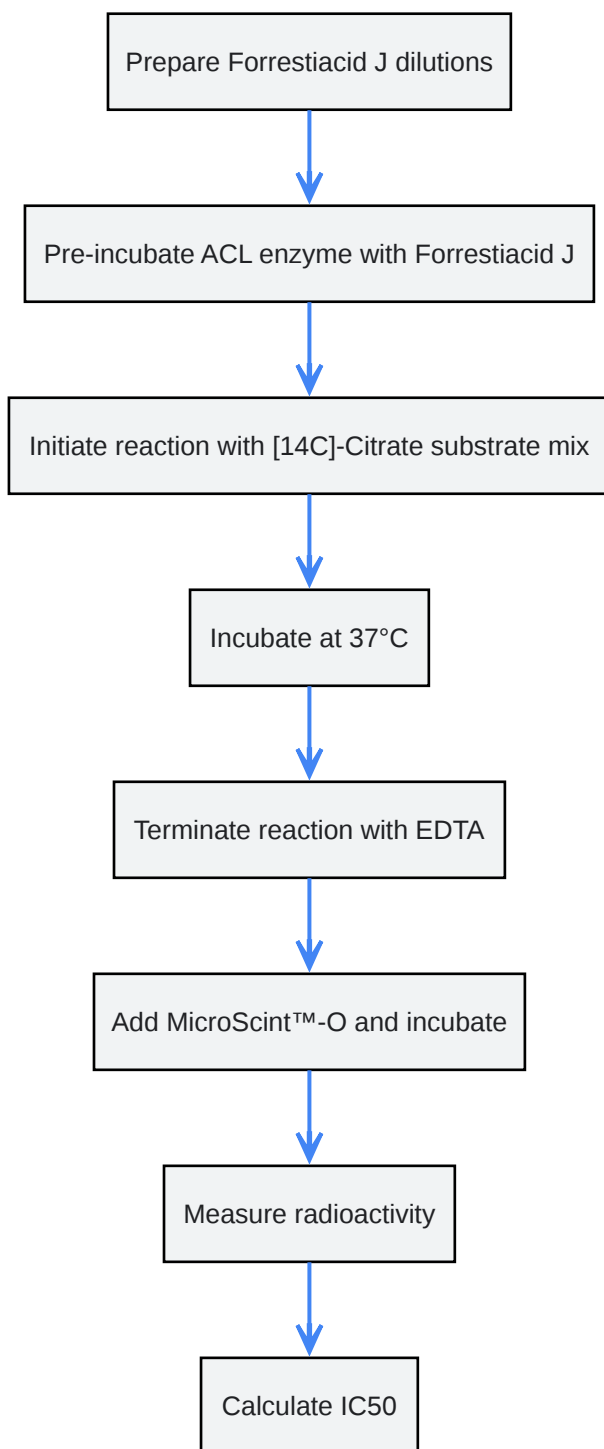 Prepare Forrestiacid J dilutions
Pre-incubate ACL enzyme with Forrestiacid J
Initiate reaction with [14C]-Citrate substrate mix
Incubate at 37°C
Terminate reaction with EDTA
Add MicroScint™-O and incubate
Measure radioactivity
Calculate IC50